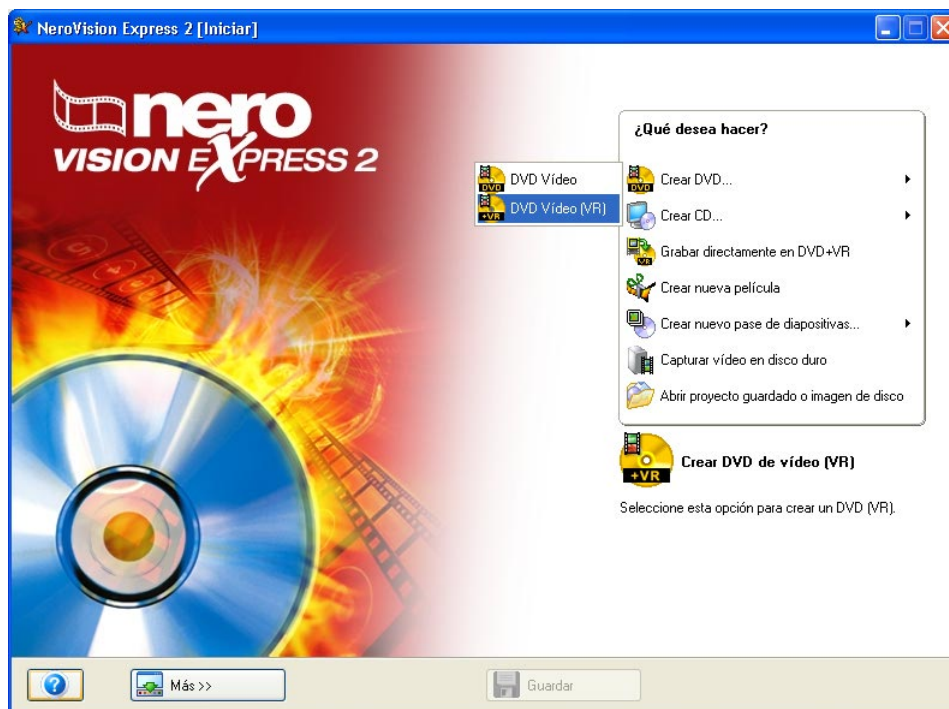 NeroVision Express 2 [Iniciar]
nero
VISION EXPRESS 2
¿Qué desea hacer?
DVD Vídeo
DVD Vídeo (VR)
Crear DVD...
Crear CD...
Grabar directamente en DVD+VR
Crear nueva película
Crear nuevo pase de diapositivas...
Capturar vídeo en disco duro
Abrir proyecto guardado o imagen de disco
+VR
Crear DVD de vídeo (VR)
Seleccione esta opción para crear un DVD (VR).
Más >>
Guardar